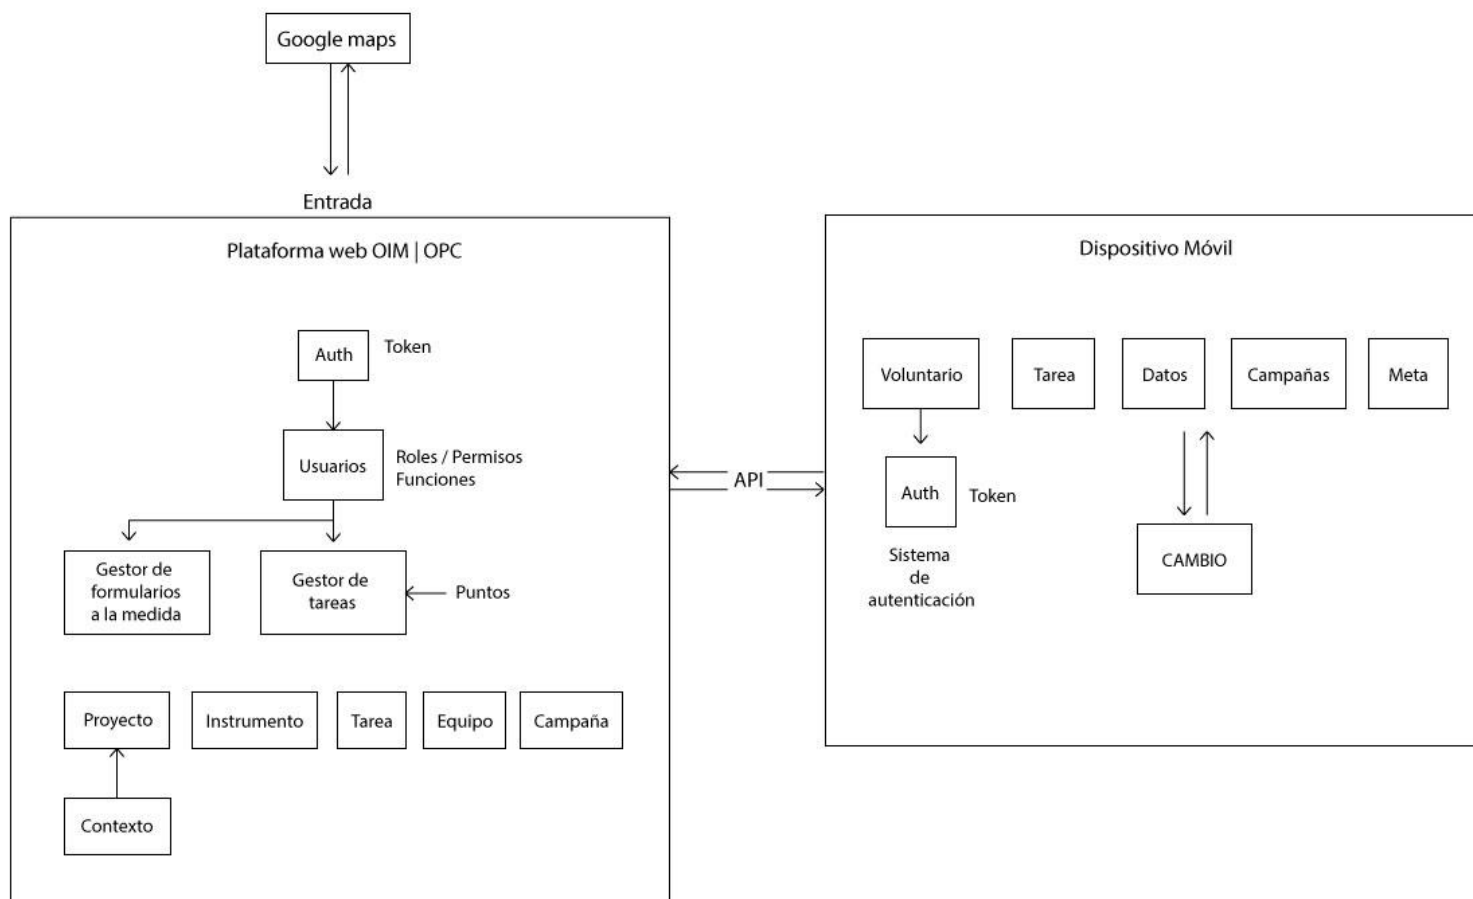 Google maps
Entrada
Plataforma web OIM | OPC
Auth
Token
Usuarios
Roles / Permisos
Funciones
Gestor de
formularios
a la medida
Gestor de
tareas
Puntos
Proyecto
Instrumento
Tarea
Equipo
Campaña
Contexto
API
Dispositivo Móvil
Voluntario
Tarea
Datos
Campañas
Meta
Auth
Token
Sistema
de
autenticación
CAMBIO